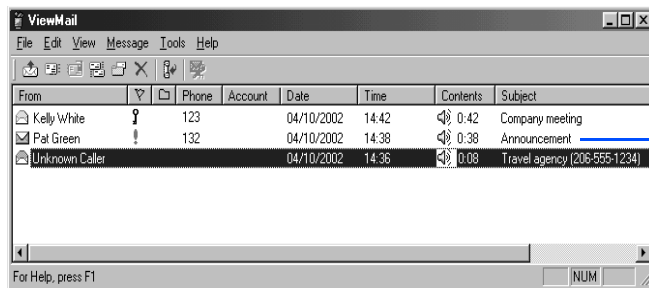 ViewMail
File Edit View Message Tools Help
From Phone Account Date Time Contents Subject
Kelly White 123 04/10/2002 14:42 0:42 Company meeting
Pat Green 132 04/10/2002 14:38 0:38 Announcement
Unknown Caller 04/10/2002 14:36 0:08 Travel agency (206-555-1234)
For Help, press F1 NUM